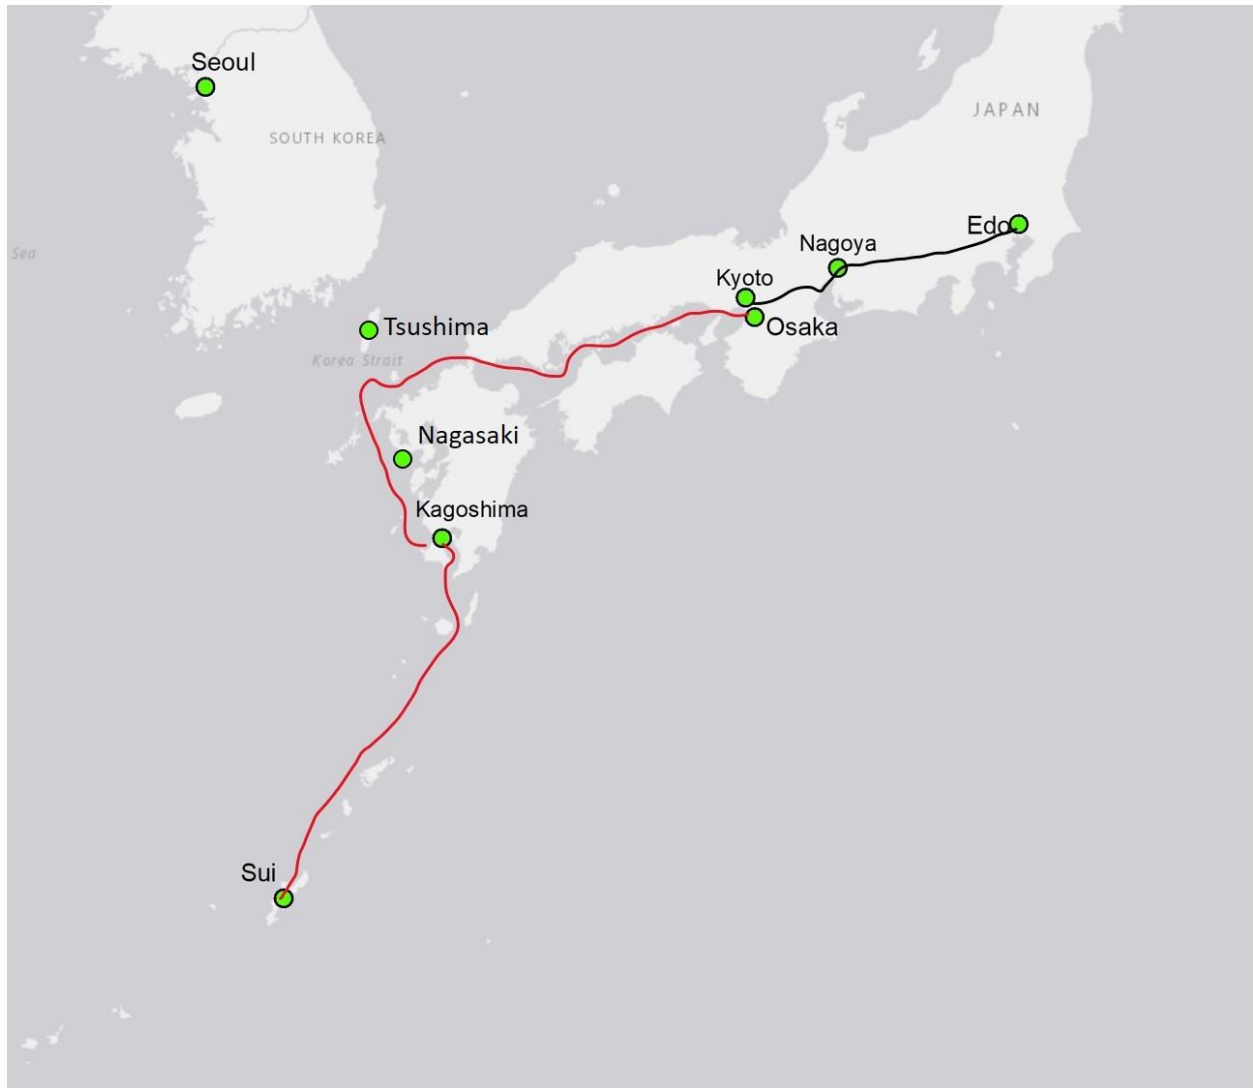 Seoul
SOUTH KOREA
JAPAN
Sea
Edo
Nagoya
Kyoto
Osaka
Tsushima
Korea Strait
Nagasaki
Kagoshima
Sui